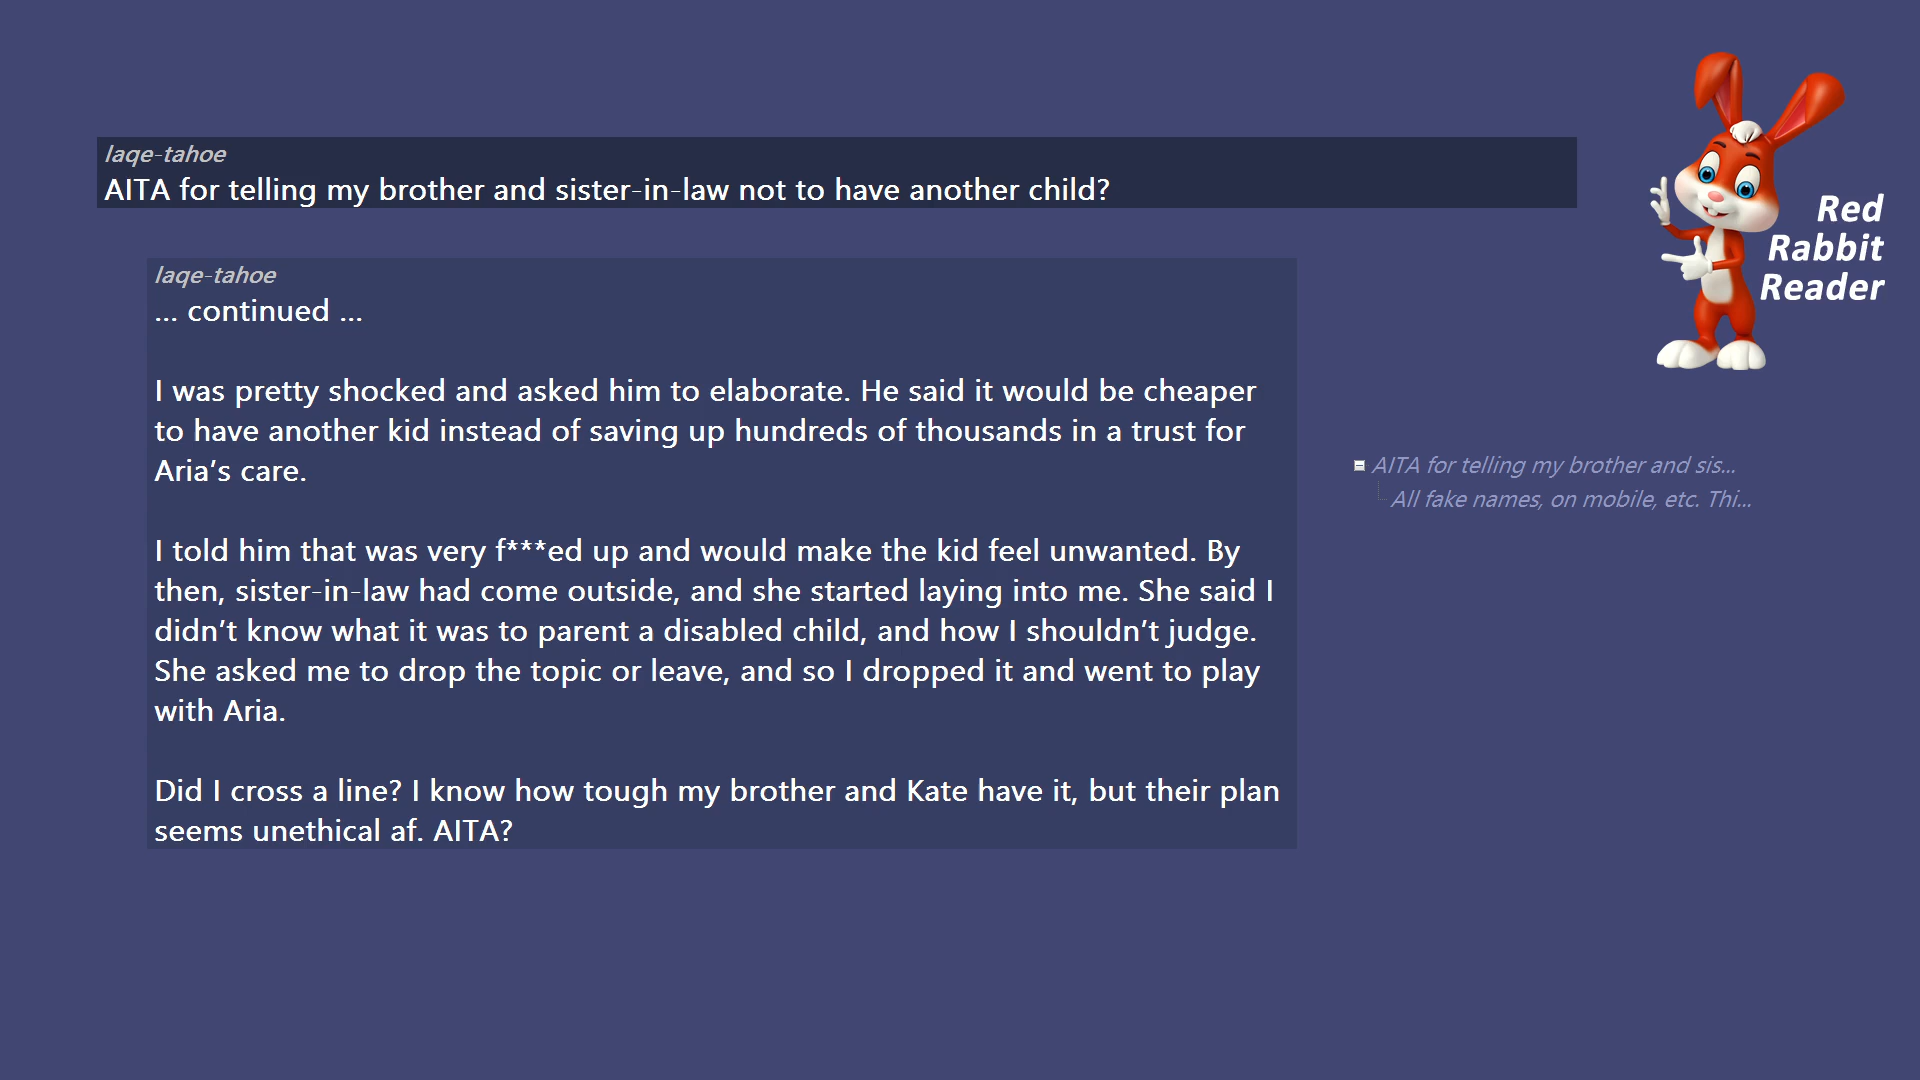 laqe-tahoe
AITA for telling my brother and sister-in-law not to have another child?
Red
Rabbit
Reader
laqe-tahoe
... continued ...
I was pretty shocked and asked him to elaborate. He said it would be cheaper
to have another kid instead of saving up hundreds of thousands in a trust for
Aria’s care.
I told him that was very f***ed up and would make the kid feel unwanted. By
then, sister-in-law had come outside, and she started laying into me. She said I
didn’t know what it was to parent a disabled child, and how I shouldn’t judge.
She asked me to drop the topic or leave, and so I dropped it and went to play
with Aria.
Did I cross a line? I know how tough my brother and Kate have it, but their plan
seems unethical af. AITA?
AITA for telling my brother and sis...
All fake names, on mobile, etc. Thi...